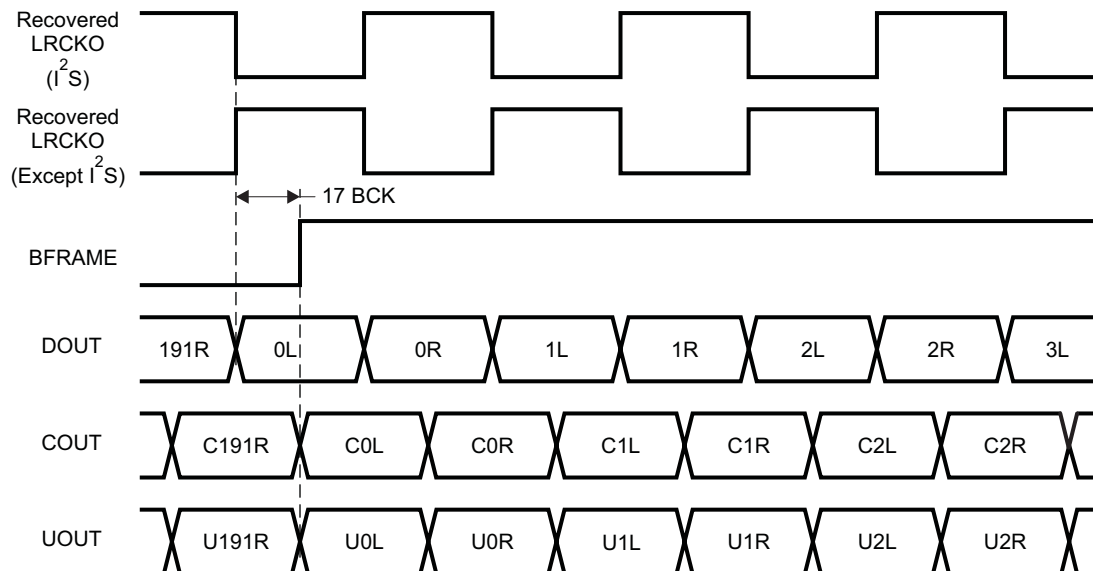 Recovered
LRCKO
(I²S)
Recovered
LRCKO
(Except I²S)
17 BCK
BFRAME
DOUT 191R 0L 0R 1L 1R 2L 2R 3L
COUT C191R C0L C0R C1L C1R C2L C2R
UOUT U191R U0L U0R U1L U1R U2L U2R